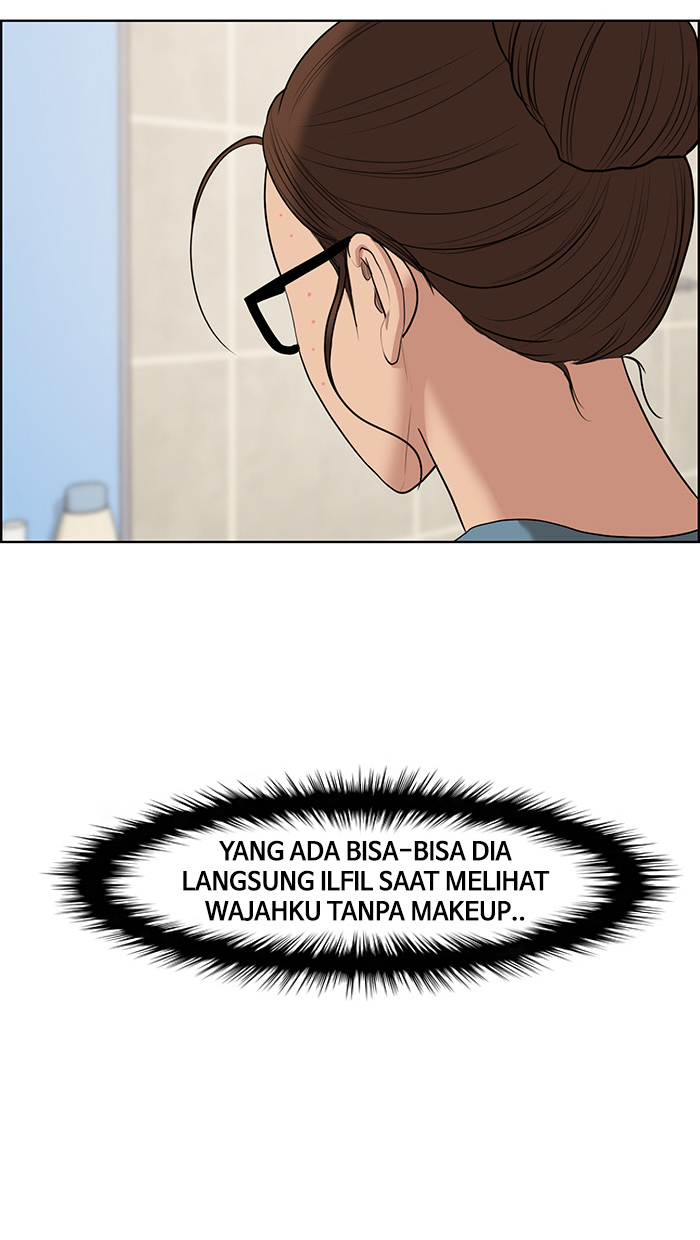 YANG ADA BISA-BISA DIA
LANGSUNG ILFIL SAAT MELIHAT
WAJAHKU TANPA MAKEUP..